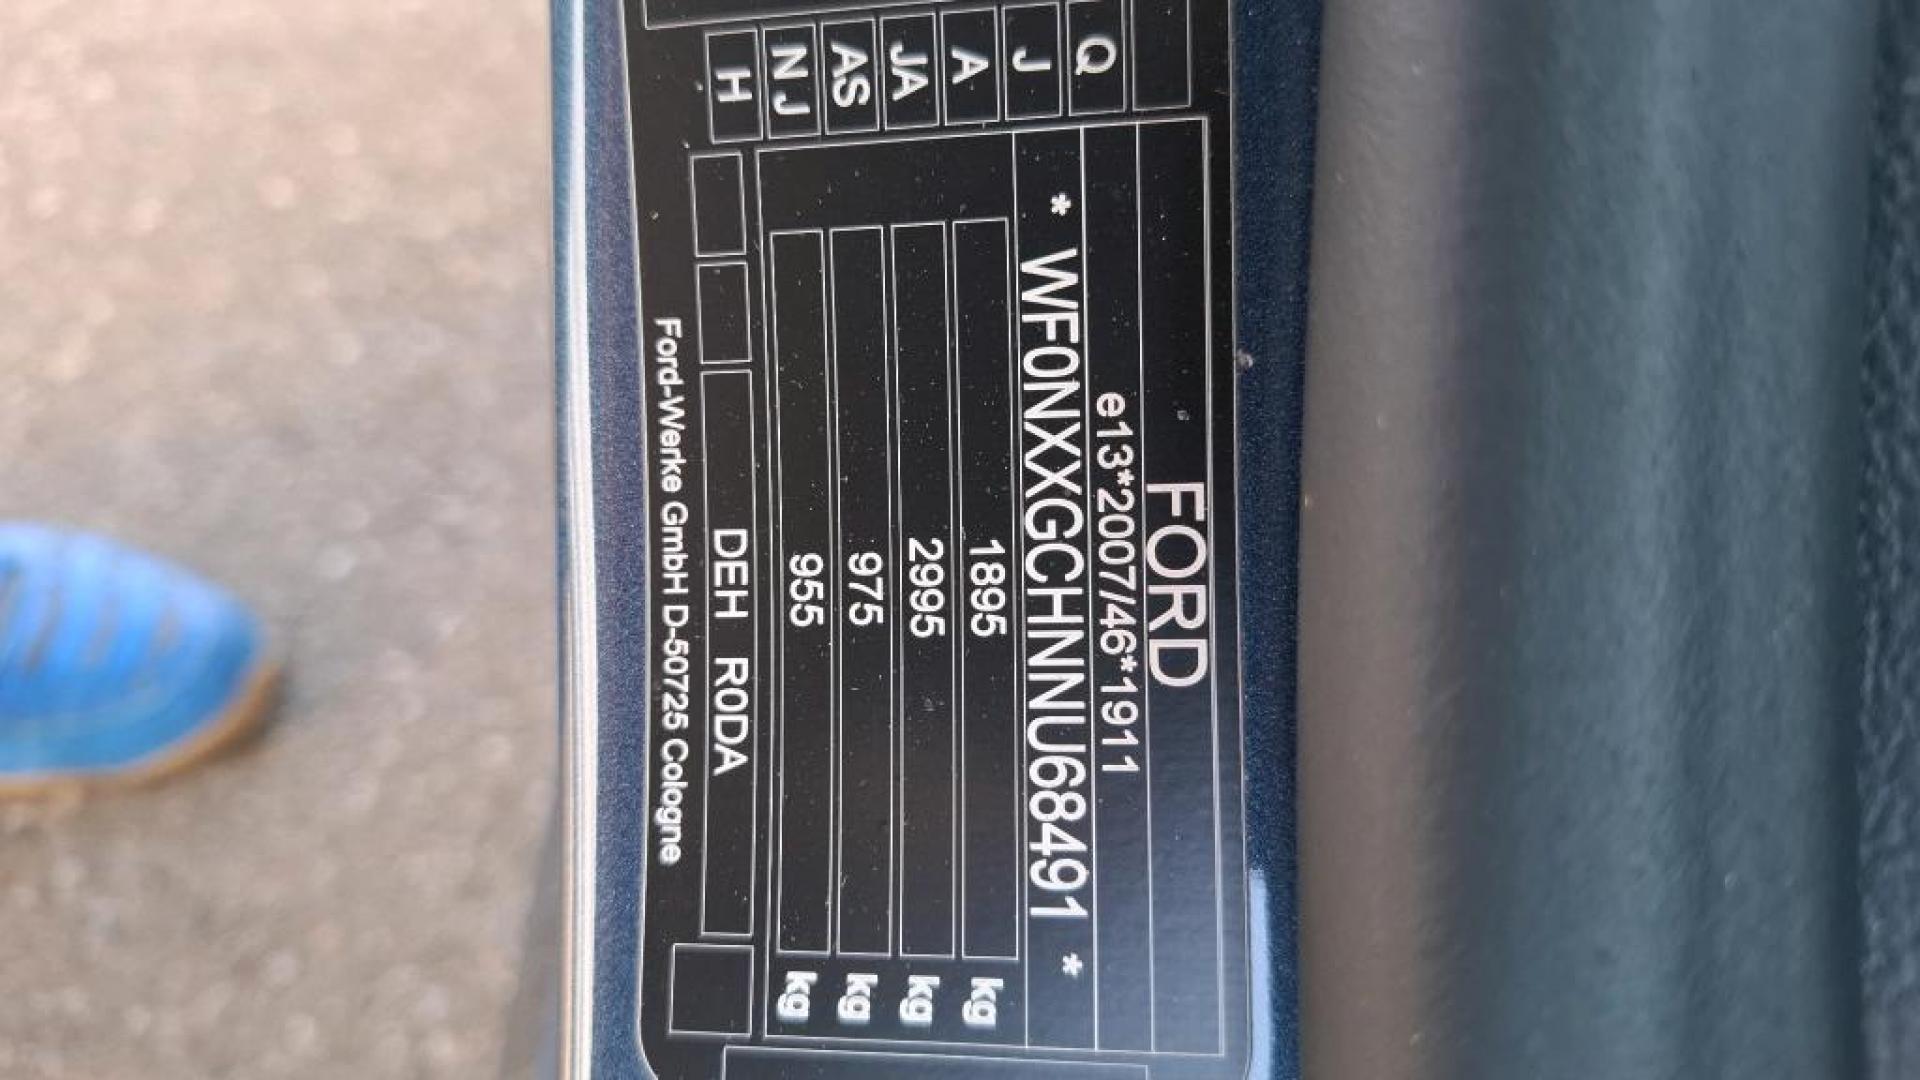 FORD
e13*2007/46*1911
* WF0NXXGCHNNU68491 *
1895 kg
2995 kg
975 kg
955 kg
DEH R0DA
Ford-Werke GmbH D-50725 Cologne
Q
J
A
JA
AS
NJ
H